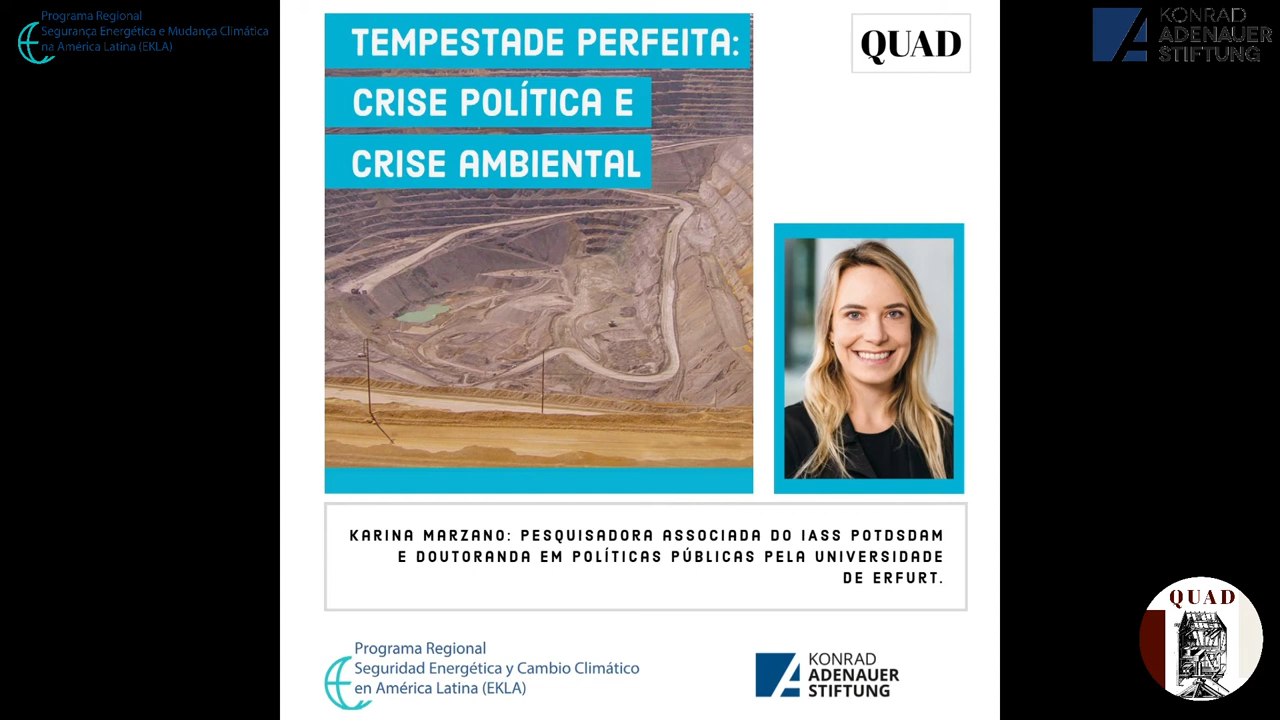 Programa Regional
Segurança Energética e Mudança Climática
na América Latina (EKLA)
KONRAD
ADENAUER
STIFTUNG
TEMPESTADE PERFEITA:
CRISE POLÍTICA E
CRISE AMBIENTAL
QUAD
KARINA MARZANO: PESQUISADORA ASSOCIADA DO IASS POTDSDAM
E DOUTORANDA EM POLÍTICAS PÚBLICAS PELA UNIVERSIDADE
DE ERFURT.
Programa Regional
Seguridad Energética y Cambio Climático
en América Latina (EKLA)
KONRAD
ADENAUER
STIFTUNG
QUAD